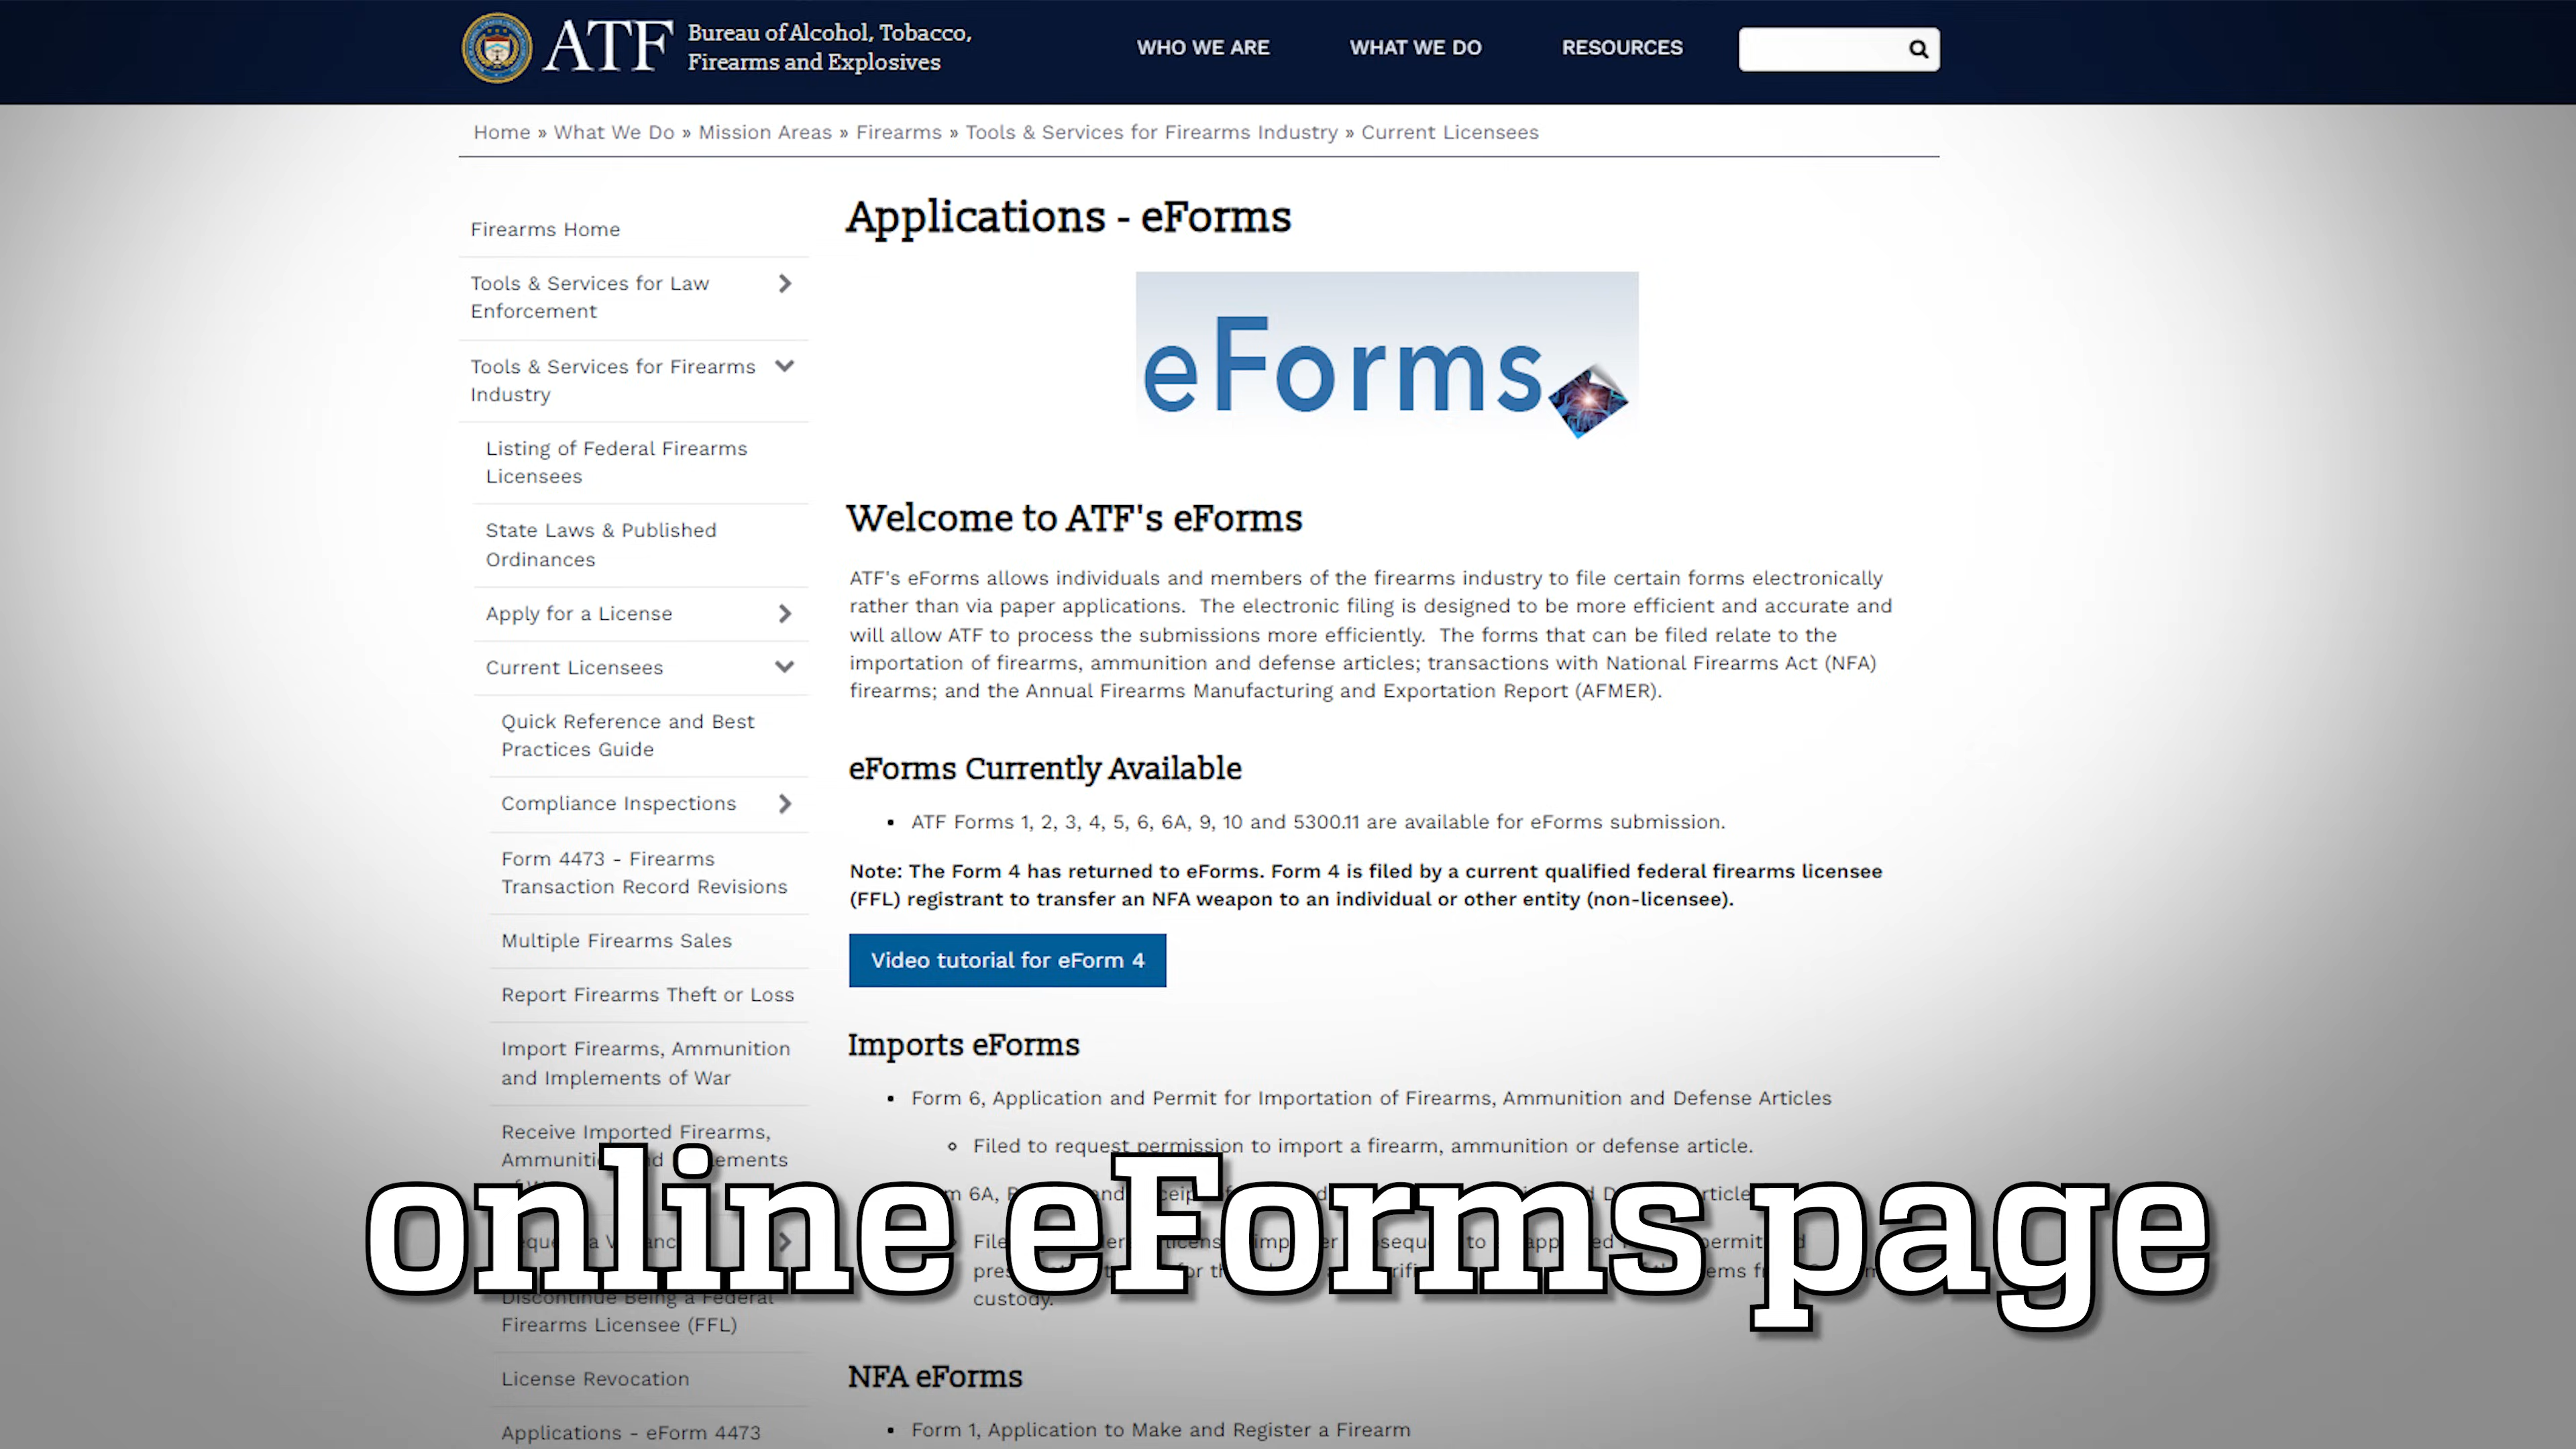 ATF
Bureau of Alcohol, Tobacco,
Firearms and Explosives
WHO WE ARE
WHAT WE DO
RESOURCES
Home » What We Do » Mission Areas » Firearms » Tools & Services for Firearms Industry » Current Licensees
Firearms Home
Tools & Services for Law
Enforcement
Tools & Services for Firearms
Industry
Listing of Federal Firearms
Licensees
State Laws & Published
Ordinances
Apply for a License
Current Licensees
Quick Reference and Best
Practices Guide
Compliance Inspections
Form 4473 - Firearms
Transaction Record Revisions
Multiple Firearms Sales
Report Firearms Theft or Loss
Import Firearms, Ammunition
and Implements of War
Receive Imported Firearms,
Discontinue Being a Federal
Firearms Licensee (FFL)
License Revocation
Applications - eForm 4473
Applications - eForms
eForms
Welcome to ATF's eForms
ATF's eForms allows individuals and members of the firearms industry to file certain forms electronically
rather than via paper applications. The electronic filing is designed to be more efficient and accurate and
will allow ATF to process the submissions more efficiently. The forms that can be filed relate to the
importation of firearms, ammunition and defense articles; transactions with National Firearms Act (NFA)
firearms; and the Annual Firearms Manufacturing and Exportation Report (AFMER).
eForms Currently Available
• ATF Forms 1, 2, 3, 4, 5, 6, 6A, 9, 10 and 5300.11 are available for eForms submission.
Note: The Form 4 has returned to eForms. Form 4 is filed by a current qualified federal firearms licensee
(FFL) registrant to transfer an NFA weapon to an individual or other entity (non-licensee).
Video tutorial for eForm 4
Imports eForms
• Form 6, Application and Permit for Importation of Firearms, Ammunition and Defense Articles
Filed to request permission to import a firearm, ammunition or defense article.
6A,
custody.
online eForms page
NFA eForms
• Form 1, Application to Make and Register a Firearm